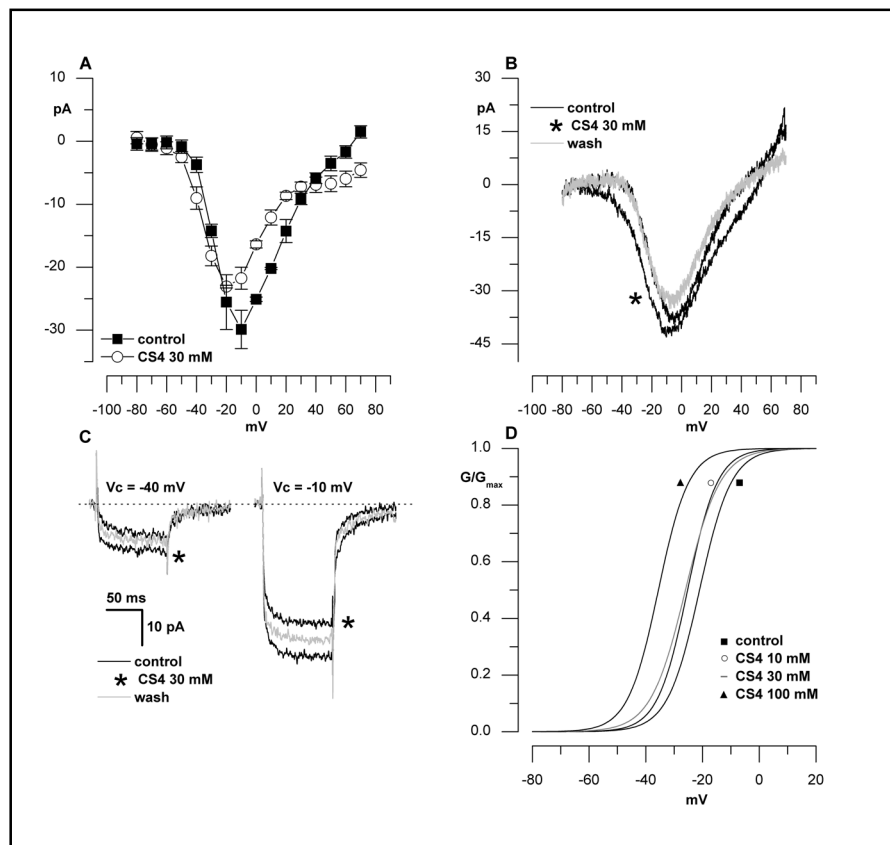 A
10
pA
0
-10
-20
-30
control
CS4 30 mM
-100 -80 -60 -40 -20 0 20 40 60 80
mV
B
30
pA
15
0
-15
-30
-45
control
* CS4 30 mM
wash
*
-100 -80 -60 -40 -20 0 20 40 60 80
mV
C
Vc = -40 mV
Vc = -10 mV
*
*
50 ms
10 pA
control
* CS4 30 mM
wash
D
1.0
G/Gmax
0.8
0.6
0.4
0.2
0.0
control
CS4 10 mM
CS4 30 mM
CS4 100 mM
-80 -60 -40 -20 0 20
mV